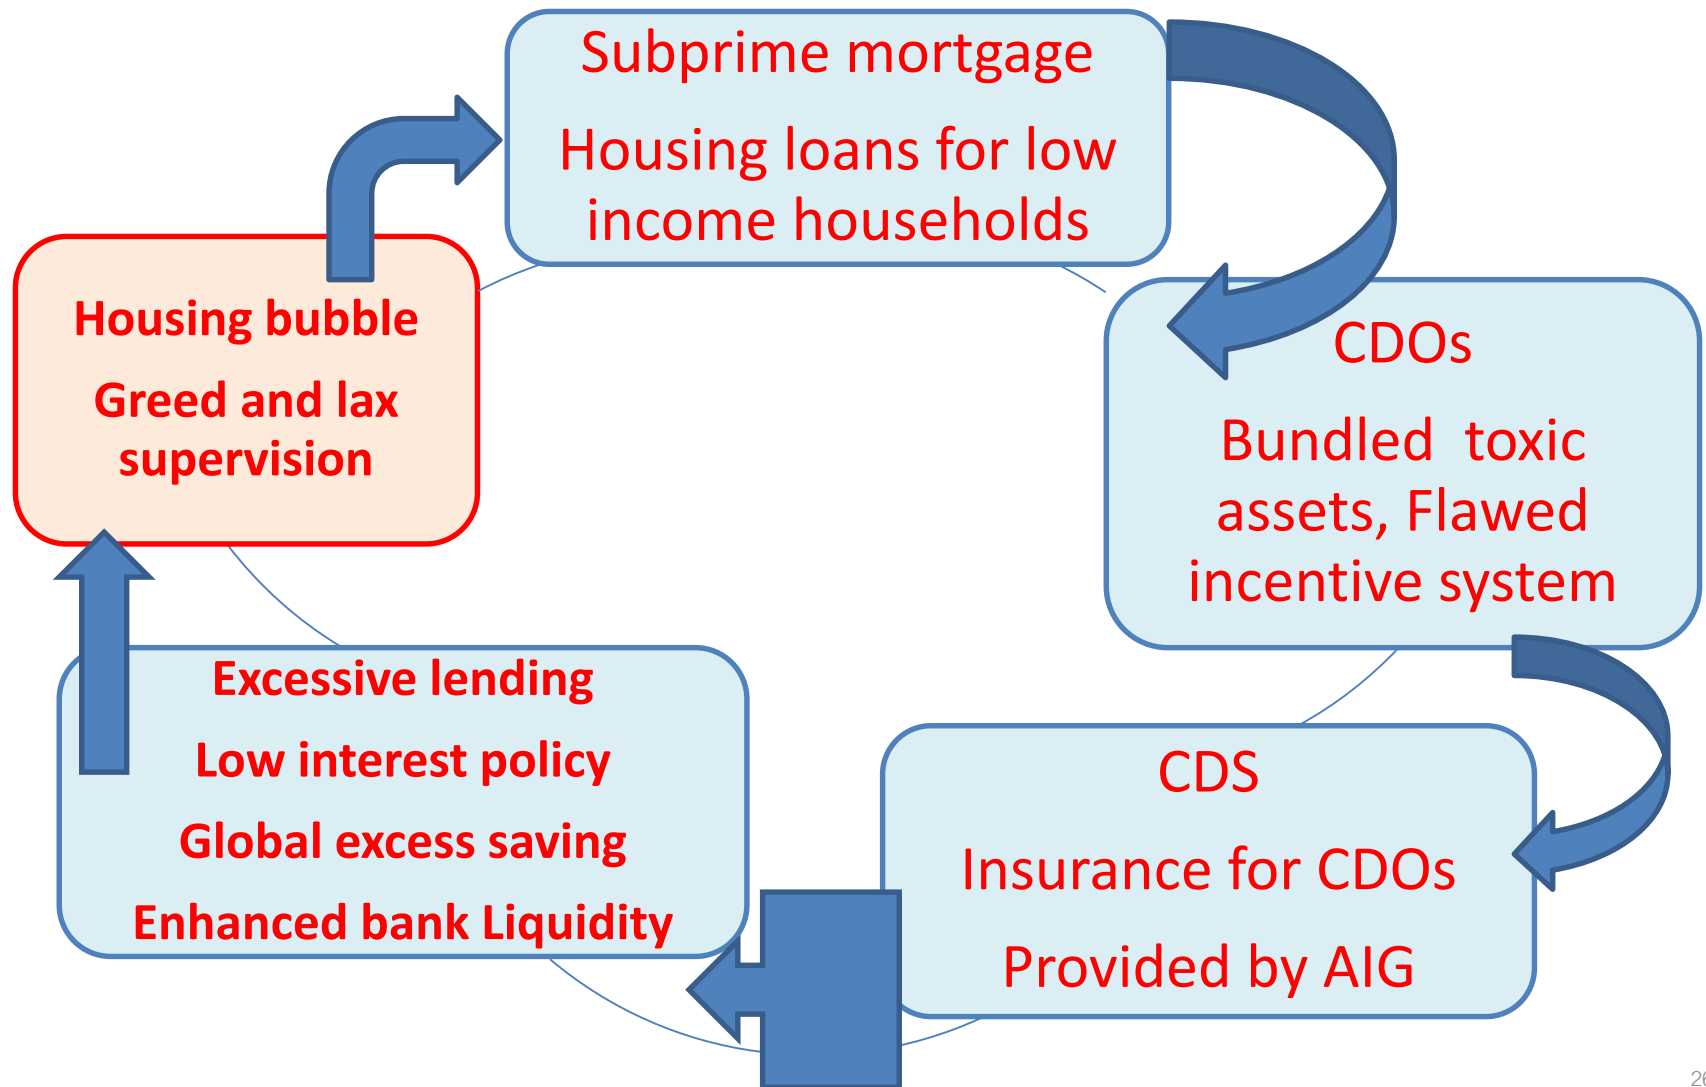 Subprime mortgage
Housing loans for low
income households
Housing bubble
Greed and lax
supervision
CDOs
Bundled  toxic
assets, Flawed
incentive system
Excessive lending
Low interest policy
Global excess saving
Enhanced bank Liquidity
CDS
Insurance for CDOs
Provided by AIG